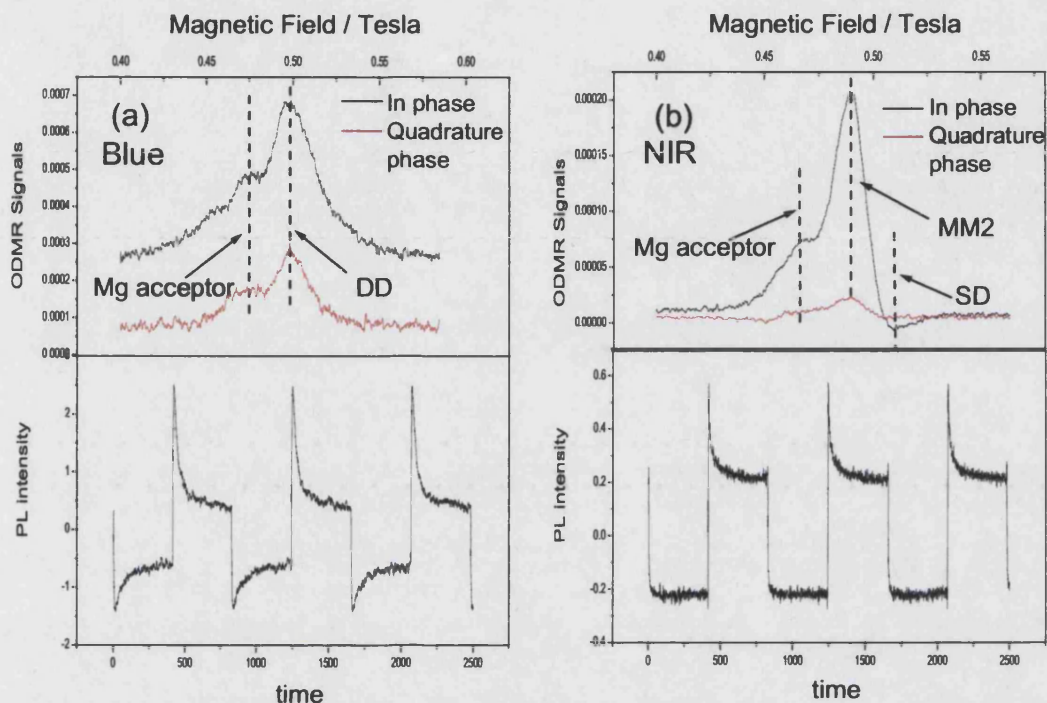 Magnetic Field / Tesla
0.40 0.45 0.50 0.55 0.60
0.0007
0.0006
0.0005
0.0004
0.0003
0.0002
0.0001
0.0000
ODMR Signals
(a)
Blue
In phase
Quadrature
phase
Mg acceptor
DD
2
1
0
-1
-2
PL intensity
0 500 1000 1500 2000 2500
time
Magnetic Field / Tesla
0.40 0.45 0.50 0.55
0.00020
0.00015
0.00010
0.00005
0.00000
ODMR Signals
(b)
NIR
In phase
Quadrature
phase
Mg acceptor
MM2
SD
0.6
0.4
0.2
0.0
-0.2
-0.4
PL intensity
0 500 1000 1500 2000 2500
time